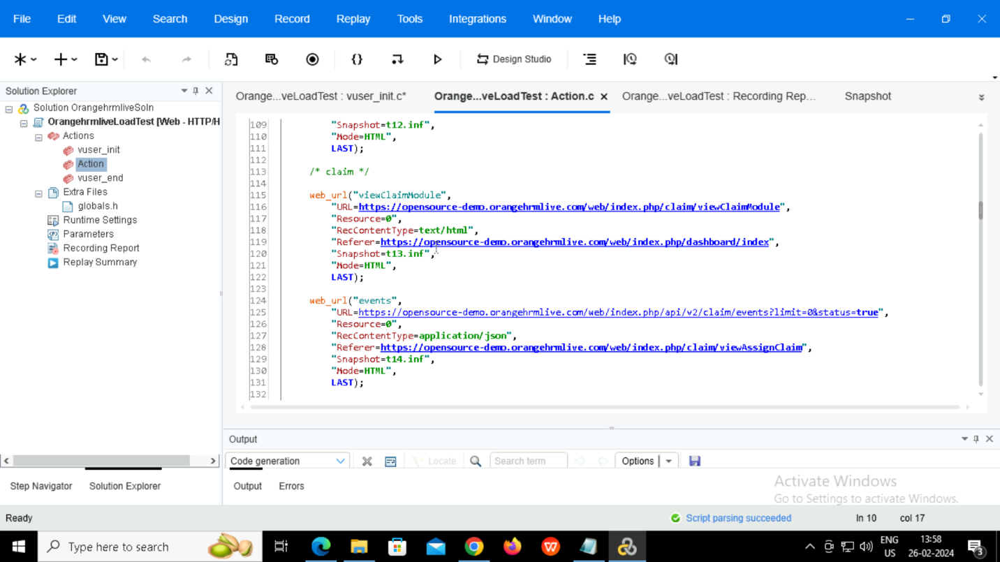 File Edit View Search Design Record Replay Tools Integrations Window Help
Design Studio
Solution Explorer
Solution OrangehrmliveSoln
OrangehrmliveLoadTest [Web - HTTP/H
Actions
vuser_init
Action
vuser_end
Extra Files
globals.h
Runtime Settings
Parameters
Recording Report
Replay Summary
Step Navigator Solution Explorer
Orange...veLoadTest : vuser_init.c* Orange...veLoadTest : Action.c Orange...veLoadTest : Recording Rep... Snapshot
109 "Snapshot=t12.inf",
110 "Mode=HTML",
111 LAST);
112
113 /* claim */
114
115 web_url("viewClaimModule",
116 "URL=https://opensource-demo.orangehrmlive.com/web/index.php/claim/viewClaimModule",
117 "Resource=0",
118 "RecContentType=text/html",
119 "Referer=https://opensource-demo.orangehrmlive.com/web/index.php/dashboard/index",
120 "Snapshot=t13.inf",
121 "Mode=HTML",
122 LAST);
123
124 web_url("events",
125 "URL=https://opensource-demo.orangehrmlive.com/web/index.php/api/v2/claim/events?limit=0&status=true",
126 "Resource=0",
127 "RecContentType=application/json",
128 "Referer=https://opensource-demo.orangehrmlive.com/web/index.php/claim/viewAssignClaim",
129 "Snapshot=t14.inf",
130 "Mode=HTML",
131 LAST);
132
Output
Code generation Locate Search term Options
Output Errors
Activate Windows
Go to Settings to activate Windows.
Ready Script parsing succeeded ln 10 col 17
Type here to search
ENG
US
13:58
26-02-2024
3